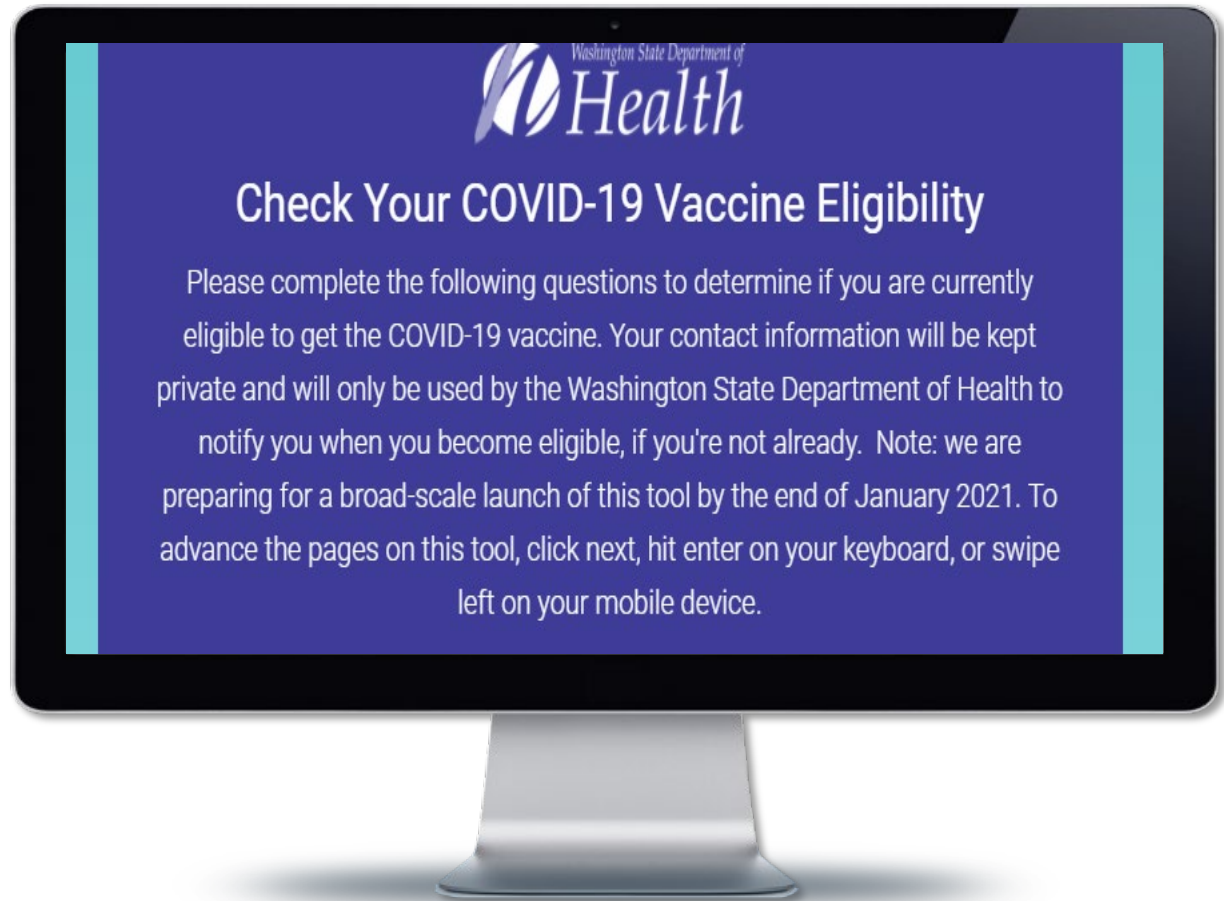 Washington State Department of
Health
Check Your COVID-19 Vaccine Eligibility
Please complete the following questions to determine if you are currently
eligible to get the COVID-19 vaccine. Your contact information will be kept
private and will only be used by the Washington State Department of Health to
notify you when you become eligible, if you're not already.  Note: we are
preparing for a broad-scale launch of this tool by the end of January 2021. To
advance the pages on this tool, click next, hit enter on your keyboard, or swipe
left on your mobile device.